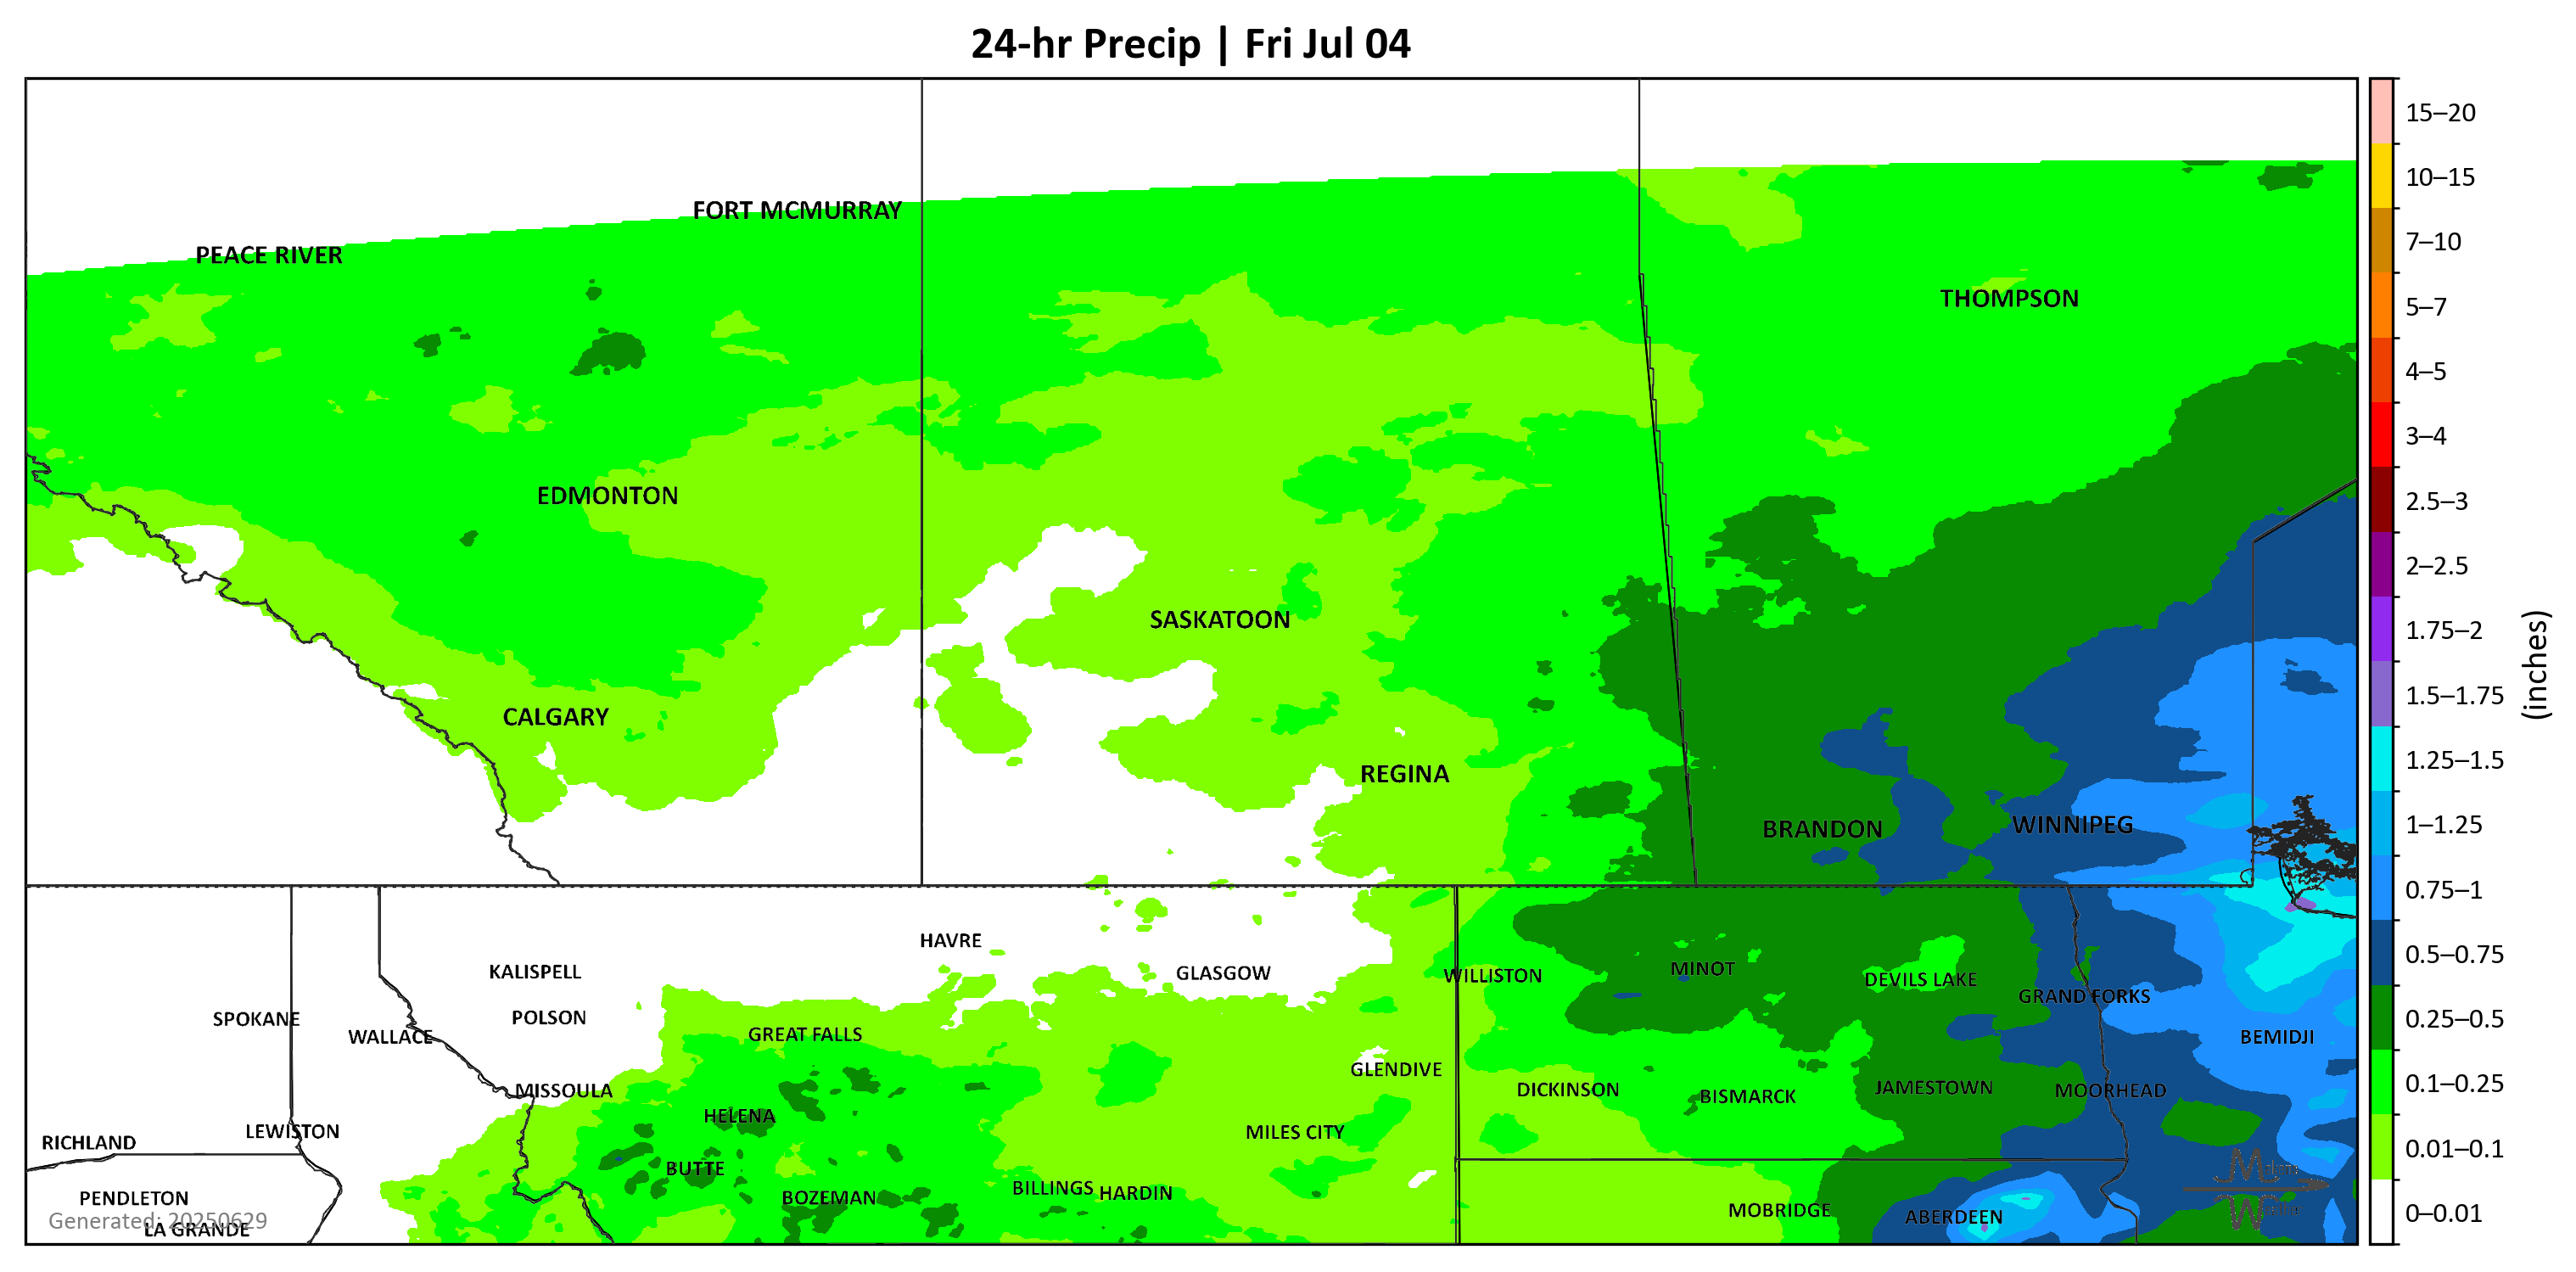 24-hr Precip | Fri Jul 04
15–20
10–15
7–10
5–7
4–5
3–4
2.5–3
2–2.5
1.75–2
1.5–1.75
1.25–1.5
1–1.25
0.75–1
0.5–0.75
0.25–0.5
0.1–0.25
0.01–0.1
0–0.01
(inches)
FORT MCMURRAY
PEACE RIVER
THOMPSON
EDMONTON
SASKATOON
CALGARY
REGINA
BRANDON
WINNIPEG
HAVRE
KALISPELL
GLASGOW
WILLISTON
MINOT
DEVILS LAKE
GRAND FORKS
SPOKANE
POLSON
WALLACE
GREAT FALLS
BEMIDJI
GLENDIVE
MISSOULA
DICKINSON
BISMARCK
JAMESTOWN
MOORHEAD
HELENA
RICHLAND
LEWISTON
MILES CITY
BUTTE
PENDLETON
BOZEMAN
BILLINGS
HARDIN
MOBRIDGE
ABERDEEN
Generated: 20250629
LA GRANDE